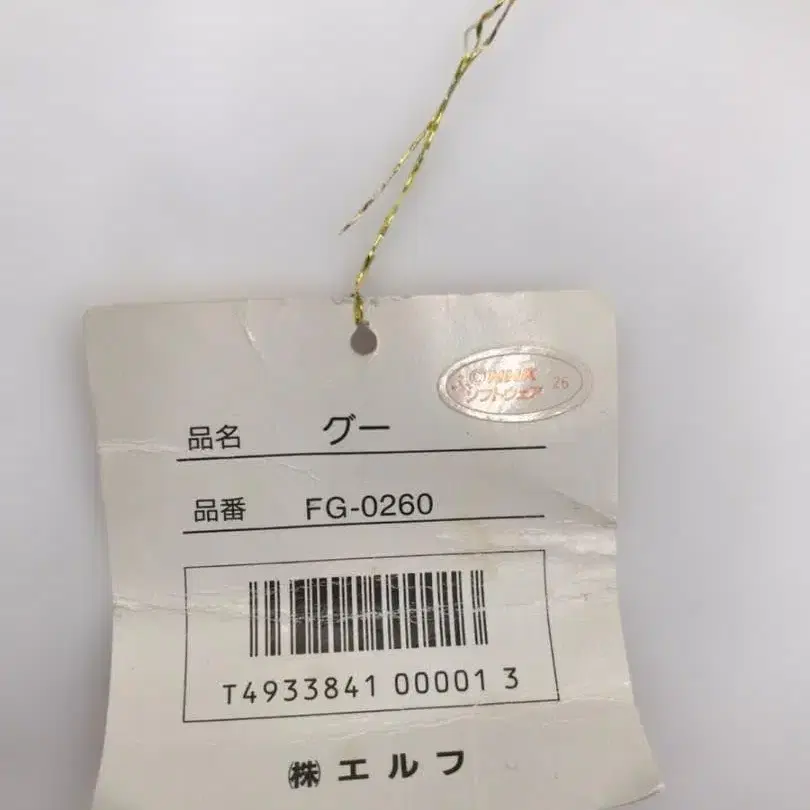 ©NHK
ソフトウェア 26
品名 グー
品番 FG-0260
T4933841 00001 3
㈱エルフ